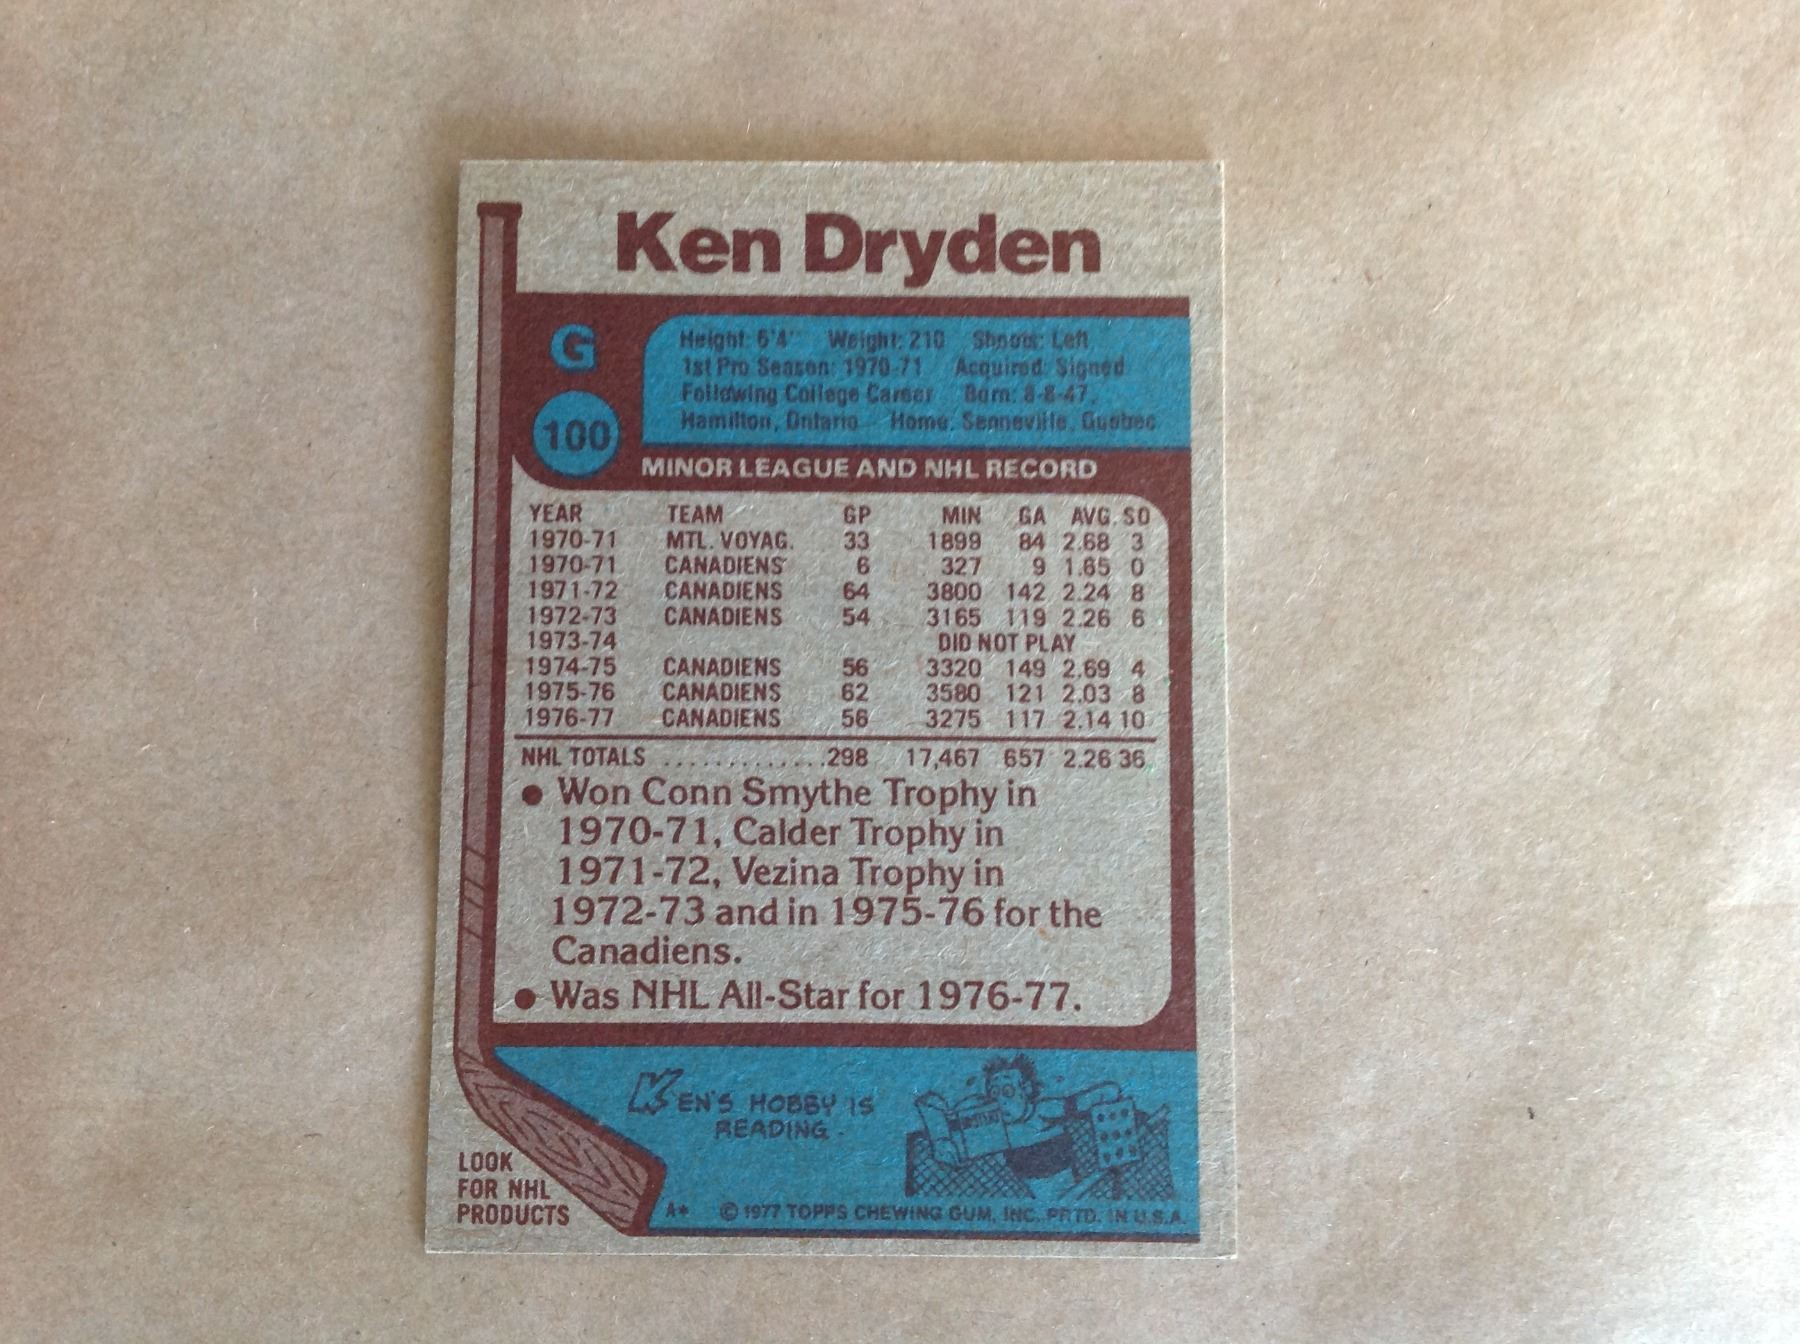 Ken Dryden
G
100
Height: 6'4" Weight: 210 Shoots: Left
1st Pro Season: 1970-71 Acquired: Signed
Following College Career Born: 8-8-47,
Hamilton, Ontario Home: Senneville, Quebec
MINOR LEAGUE AND NHL RECORD
YEAR TEAM GP MIN GA AVG. SO
1970-71 MTL. VOYAG. 33 1899 84 2.68 3
1970-71 CANADIENS 6 327 9 1.65 0
1971-72 CANADIENS 64 3800 142 2.24 8
1972-73 CANADIENS 54 3165 119 2.26 6
1973-74 DID NOT PLAY
1974-75 CANADIENS 56 3320 149 2.69 4
1975-76 CANADIENS 62 3580 121 2.03 8
1976-77 CANADIENS 56 3275 117 2.14 10
NHL TOTALS .............298 17,467 657 2.26 36
• Won Conn Smythe Trophy in
1970-71, Calder Trophy in
1971-72, Vezina Trophy in
1972-73 and in 1975-76 for the
Canadiens.
• Was NHL All-Star for 1976-77.
KEN'S HOBBY IS
READING.
LOOK
FOR NHL
PRODUCTS
A* © 1977 TOPPS CHEWING GUM, INC. PRTD. IN U.S.A.